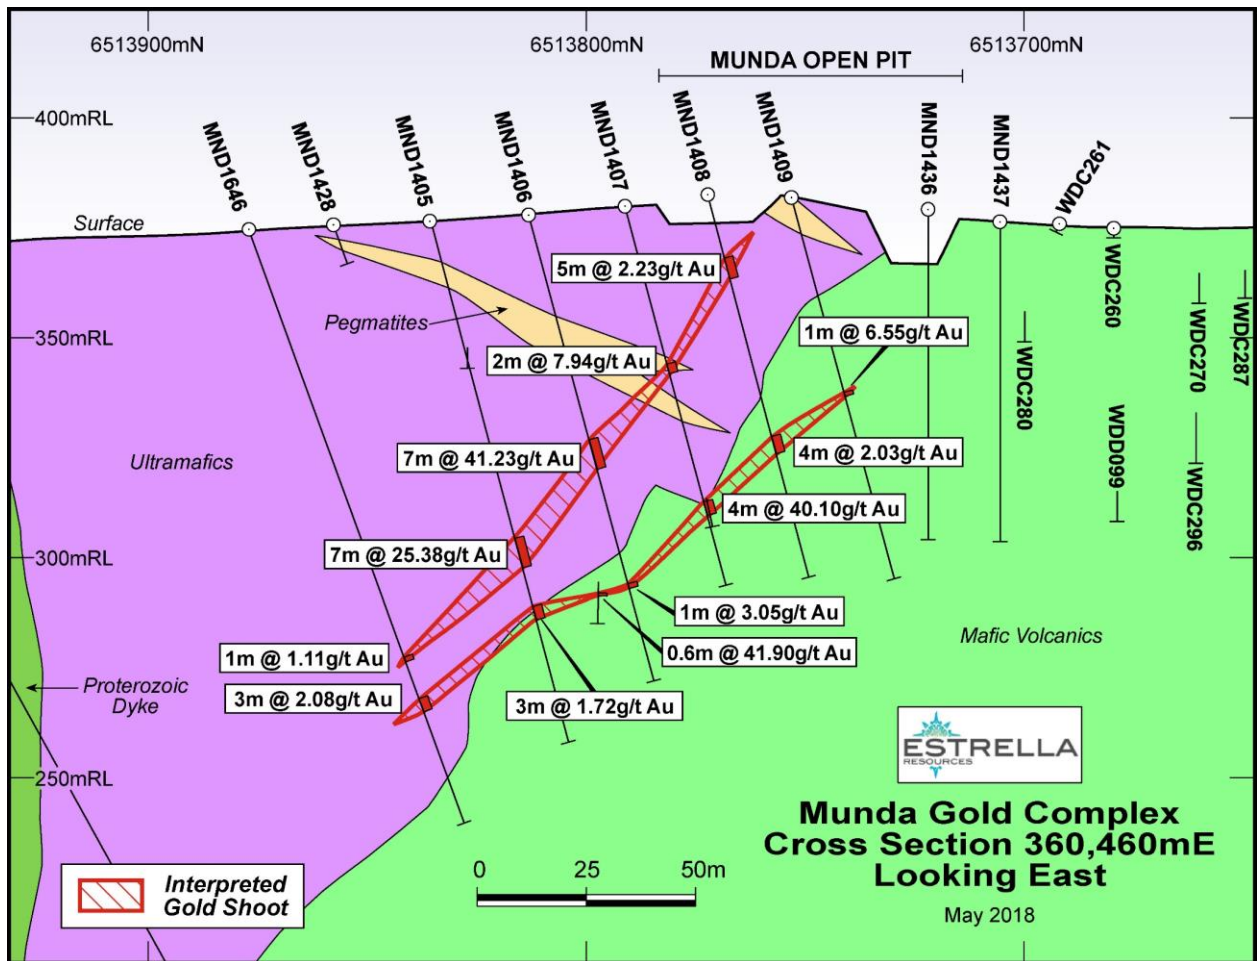 6513900mN
6513800mN
6513700mN
MUNDA OPEN PIT
400mRL
MND1646
MND1428
MND1405
MND1406
MND1407
MND1408
MND1409
MND1436
MND1437
WDC261
Surface
5m @ 2.23g/t Au
WDC260
WDC270
WDC287
Pegmatites
350mRL
1m @ 6.55g/t Au
2m @ 7.94g/t Au
WDC280
Ultramafics
7m @ 41.23g/t Au
4m @ 2.03g/t Au
WDD099
WDC296
4m @ 40.10g/t Au
7m @ 25.38g/t Au
300mRL
1m @ 3.05g/t Au
Mafic Volcanics
0.6m @ 41.90g/t Au
1m @ 1.11g/t Au
Proterozoic
Dyke
3m @ 2.08g/t Au
3m @ 1.72g/t Au
ESTRELLA
RESOURCES
250mRL
Munda Gold Complex
Cross Section 360,460mE
Looking East
May 2018
0 25 50m
Interpreted
Gold Shoot